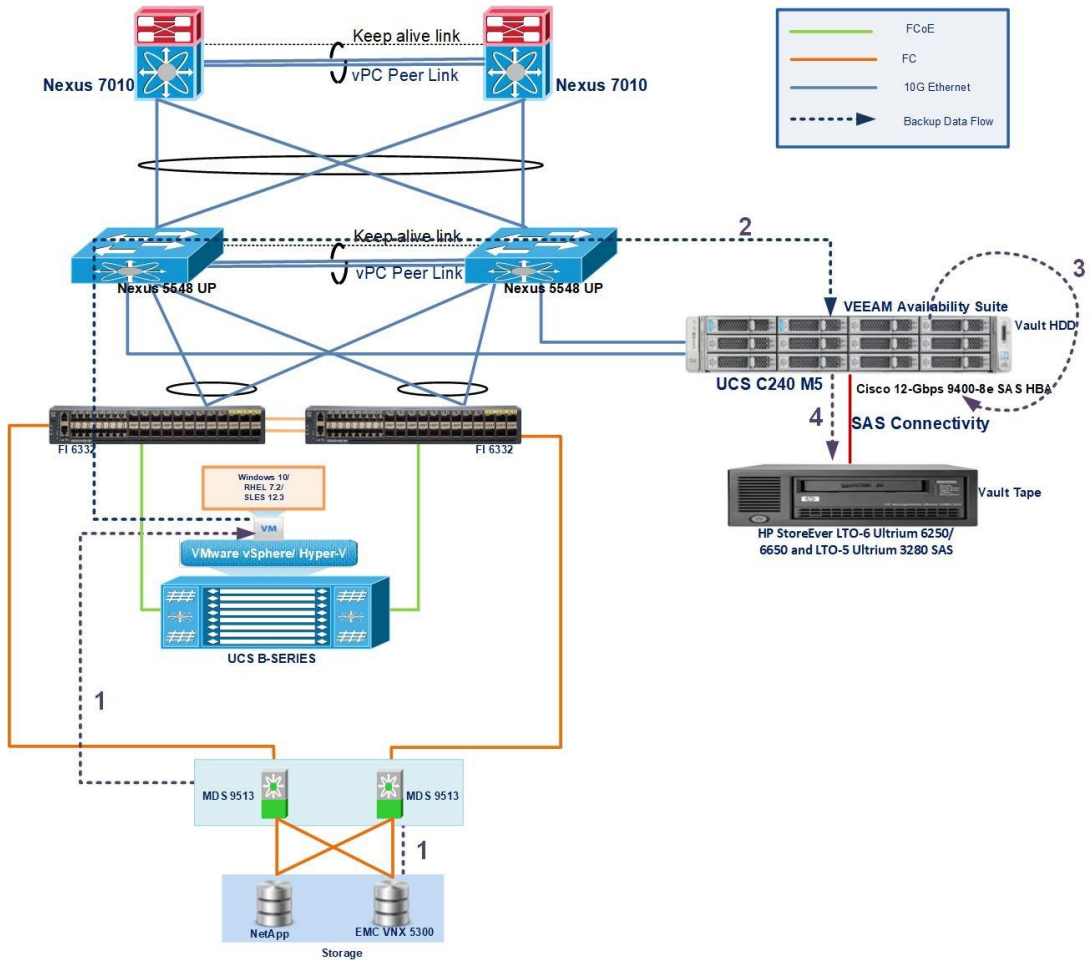 Keep alive link
vPC Peer Link
Nexus 7010
Nexus 7010
FCoE
FC
10G Ethernet
Backup Data Flow
Keep alive link
vPC Peer Link
Nexus 5548 UP
Nexus 5548 UP
2
3
VEEAM Availability Suite
Vault HDD
UCS C240 M5
Cisco 12-Gbps 9400-8e SAS HBA
4
SAS Connectivity
FI 6332
FI 6332
Windows 10/
RHEL 7.2/
SLES 12.3
VM
VMware vSphere/ Hyper-V
UCS B-SERIES
Vault Tape
HP StoreEver LTO-6 Ultrium 6250/
6650 and LTO-5 Ultrium 3280 SAS
1
MDS 9513
MDS 9513
1
NetApp
EMC VNX 5300
Storage